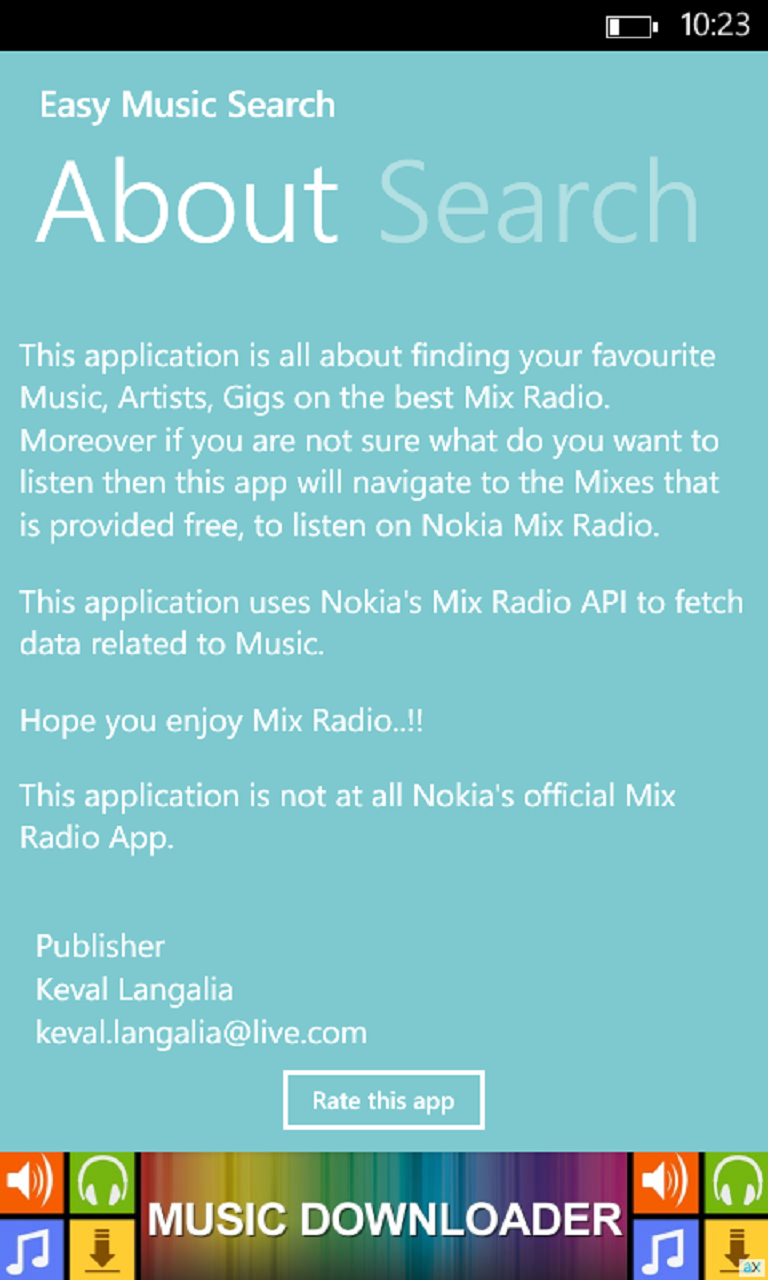 10:23
Easy Music Search
About Search
This application is all about finding your favourite
Music, Artists, Gigs on the best Mix Radio.
Moreover if you are not sure what do you want to
listen then this app will navigate to the Mixes that
is provided free, to listen on Nokia Mix Radio.
This application uses Nokia's Mix Radio API to fetch
data related to Music.
Hope you enjoy Mix Radio..!!
This application is not at all Nokia's official Mix
Radio App.
Publisher
Keval Langalia
keval.langalia@live.com
Rate this app
MUSIC DOWNLOADER
ax